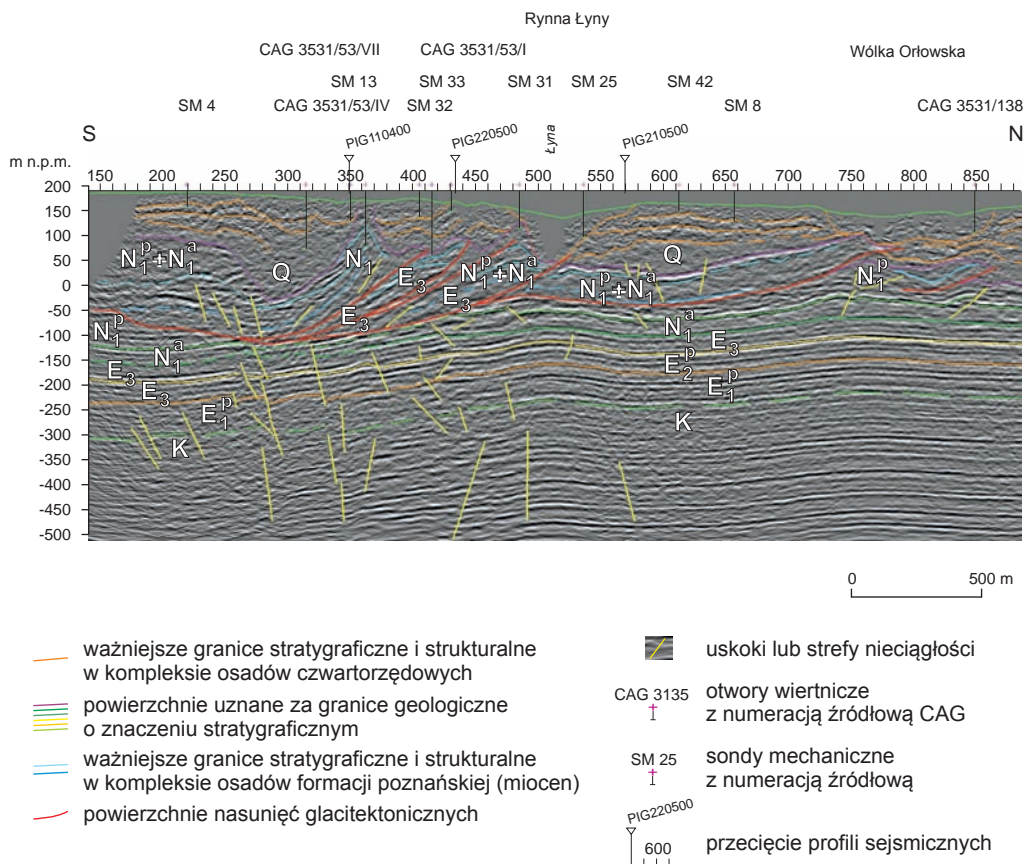 Rynna Łyny
CAG 3531/53/VII CAG 3531/53/I Wólka Orłowska
SM 13 SM 33 SM 31 SM 25 SM 42
SM 4 CAG 3531/53/IV SM 32 SM 8 CAG 3531/138
S PIG110400 PIG220500 Łyna PIG210500 N
m n.p.m.
150 200 250 300 350 400 450 500 550 600 650 700 750 800 850
200
150
100
50
0
-50
-100
-150
-200
-250
-300
-350
-400
-450
-500
N₁ᵖ+N₁ᵃ Q N₁ E₃ N₁ᵖ+N₁ᵃ Q N₁ᵖ
E₃ E₃ N₁ᵖ+N₁ᵃ
N₁ᵖ N₁ᵃ N₁ᵃ E₃
E₃ E₃ E₂ᵖ
E₁ᵖ E₁ᵖ
K K
0 500 m
ważniejsze granice stratygraficzne i strukturalne
w kompleksie osadów czwartorzędowych
powierzchnie uznane za granice geologiczne
o znaczeniu stratygraficznym
ważniejsze granice stratygraficzne i strukturalne
w kompleksie osadów formacji poznańskiej (miocen)
powierzchnie nasunięć glacitektonicznych
uskoki lub strefy nieciągłości
CAG 3135 otwory wiertnicze
z numeracją źródłową CAG
SM 25 sondy mechaniczne
z numeracją źródłową
PIG220500
600 przecięcie profili sejsmicznych